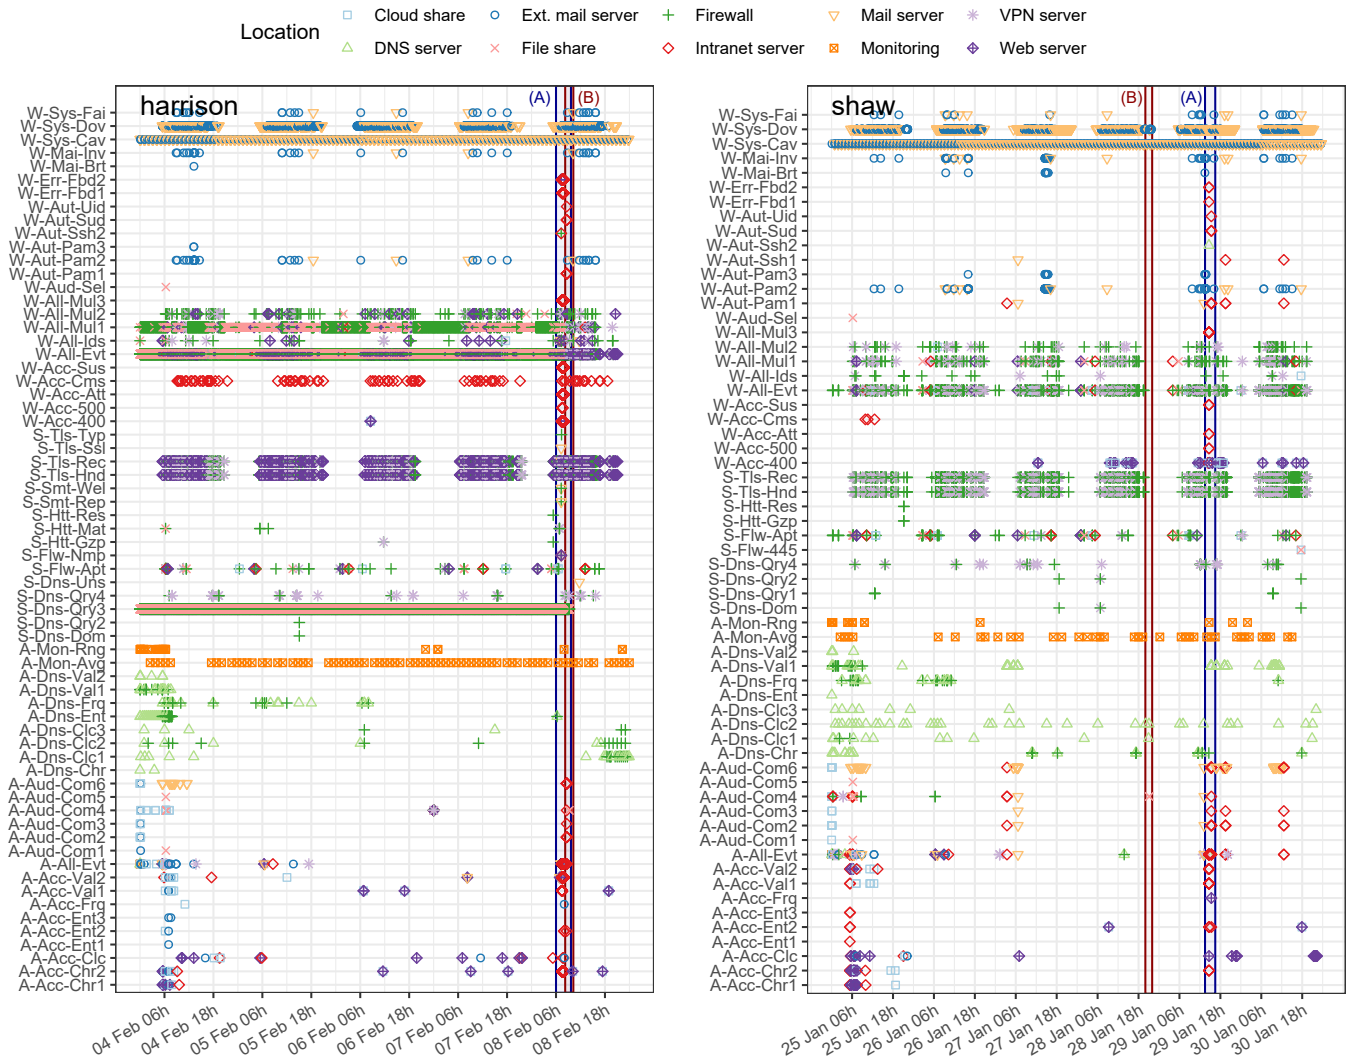 Location
Cloud share
Ext. mail server
Firewall
Mail server
VPN server
DNS server
File share
Intranet server
Monitoring
Web server
harrison
(A)
(B)
W-Sys-Fai
W-Sys-Dov
W-Sys-Cav
W-Mai-Inv
W-Mai-Brt
W-Err-Fbd2
W-Err-Fbd1
W-Aut-Uid
W-Aut-Sud
W-Aut-Ssh2
W-Aut-Pam3
W-Aut-Pam2
W-Aut-Pam1
W-Aud-Sel
W-All-Mul3
W-All-Mul2
W-All-Mul1
W-All-Ids
W-All-Evt
W-Acc-Sus
W-Acc-Cms
W-Acc-Att
W-Acc-500
W-Acc-400
S-Tls-Typ
S-Tls-Ssl
S-Tls-Rec
S-Tls-Hnd
S-Smt-Wel
S-Smt-Rep
S-Htt-Res
S-Htt-Mat
S-Htt-Gzp
S-Flw-Nmp
S-Flw-Apt
S-Dns-Uns
S-Dns-Qry4
S-Dns-Qry3
S-Dns-Qry2
S-Dns-Dom
A-Mon-Rng
A-Mon-Avg
A-Dns-Val2
A-Dns-Val1
A-Dns-Frq
A-Dns-Ent
A-Dns-Clc3
A-Dns-Clc2
A-Dns-Clc1
A-Dns-Chr
A-Aud-Com6
A-Aud-Com5
A-Aud-Com4
A-Aud-Com3
A-Aud-Com2
A-Aud-Com1
A-All-Evt
A-Acc-Val2
A-Acc-Val1
A-Acc-Frq
A-Acc-Ent3
A-Acc-Ent2
A-Acc-Ent1
A-Acc-Clc
A-Acc-Chr2
A-Acc-Chr1
04 Feb 06h
04 Feb 18h
05 Feb 06h
05 Feb 18h
06 Feb 06h
06 Feb 18h
07 Feb 06h
07 Feb 18h
08 Feb 06h
08 Feb 18h
shaw
(B)
(A)
W-Sys-Fai
W-Sys-Dov
W-Sys-Cav
W-Mai-Inv
W-Mai-Brt
W-Err-Fbd2
W-Err-Fbd1
W-Aut-Uid
W-Aut-Sud
W-Aut-Ssh2
W-Aut-Ssh1
W-Aut-Pam3
W-Aut-Pam2
W-Aut-Pam1
W-Aud-Sel
W-All-Mul3
W-All-Mul2
W-All-Mul1
W-All-Ids
W-All-Evt
W-Acc-Sus
W-Acc-Cms
W-Acc-Att
W-Acc-500
W-Acc-400
S-Tls-Rec
S-Tls-Hnd
S-Htt-Res
S-Htt-Gzp
S-Flw-Apt
S-Flw-445
S-Dns-Qry4
S-Dns-Qry2
S-Dns-Qry1
S-Dns-Dom
A-Mon-Rng
A-Mon-Avg
A-Dns-Val2
A-Dns-Val1
A-Dns-Frq
A-Dns-Ent
A-Dns-Clc3
A-Dns-Clc2
A-Dns-Clc1
A-Dns-Chr
A-Aud-Com6
A-Aud-Com5
A-Aud-Com4
A-Aud-Com3
A-Aud-Com2
A-Aud-Com1
A-All-Evt
A-Acc-Val2
A-Acc-Val1
A-Acc-Frq
A-Acc-Ent3
A-Acc-Ent2
A-Acc-Ent1
A-Acc-Clc
A-Acc-Chr2
A-Acc-Chr1
25 Jan 06h
25 Jan 18h
26 Jan 06h
26 Jan 18h
27 Jan 06h
27 Jan 18h
28 Jan 06h
28 Jan 18h
29 Jan 06h
29 Jan 18h
30 Jan 06h
30 Jan 18h